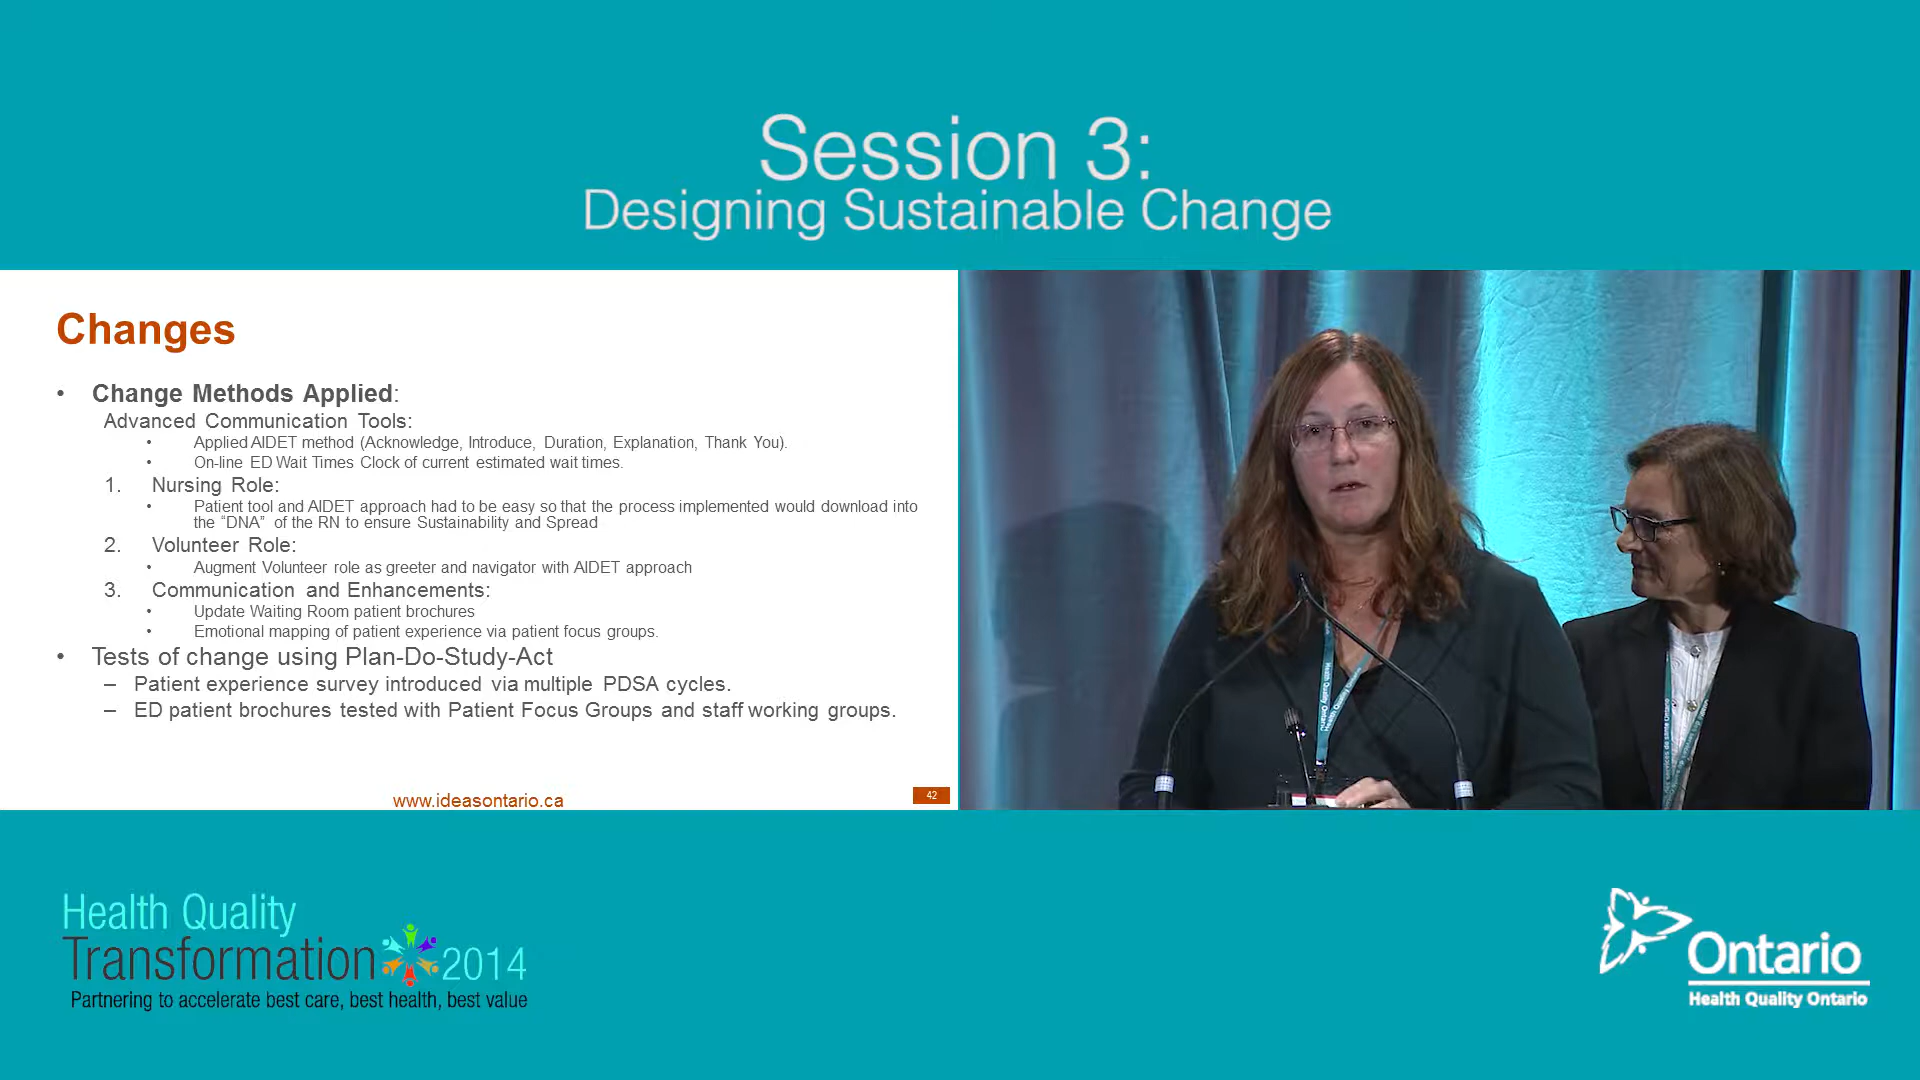 Session 3:
Designing Sustainable Change
Changes
• Change Methods Applied:
Advanced Communication Tools:
• Applied AIDET method (Acknowledge, Introduce, Duration, Explanation, Thank You).
• On-line ED Wait Times Clock of current estimated wait times.
1. Nursing Role:
• Patient tool and AIDET approach had to be easy so that the process implemented would download into
the “DNA” of the RN to ensure Sustainability and Spread
2. Volunteer Role:
• Augment Volunteer role as greeter and navigator with AIDET approach
3. Communication and Enhancements:
• Update Waiting Room patient brochures
• Emotional mapping of patient experience via patient focus groups.
• Tests of change using Plan-Do-Study-Act
– Patient experience survey introduced via multiple PDSA cycles.
– ED patient brochures tested with Patient Focus Groups and staff working groups.
www.ideasontario.ca
42
Health Quality Ontario
Health Quality
Transformation 2014
Partnering to accelerate best care, best health, best value
Ontario
Health Quality Ontario